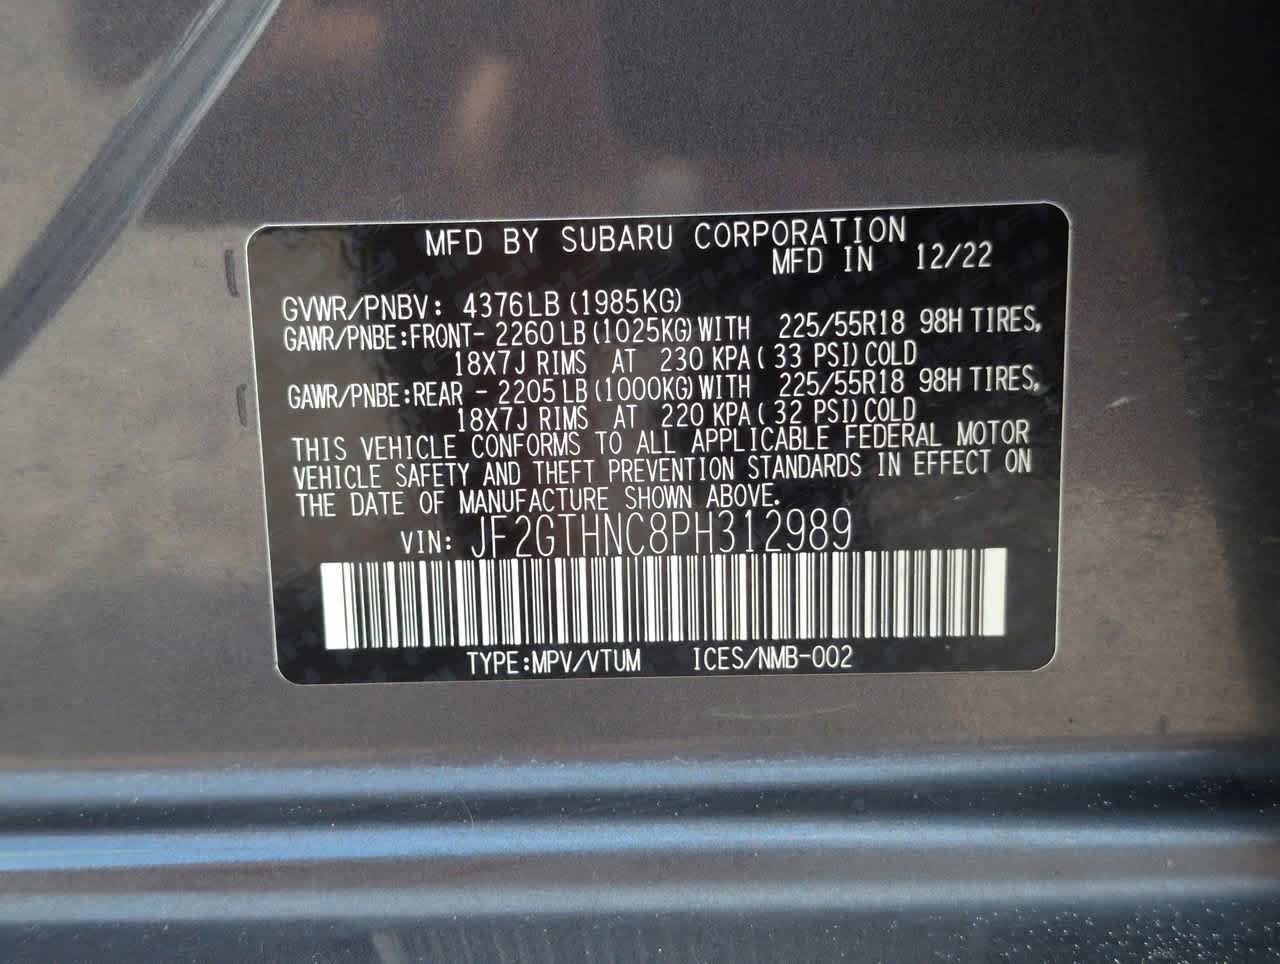 MFD BY SUBARU CORPORATION
MFD IN 12/22
GVWR/PNBV: 4376LB(1985KG)
GAWR/PNBE:FRONT- 2260LB(1025KG)WITH 225/55R18 98H TIRES,
18X7J RIMS AT 230 KPA( 33 PSI)COLD
GAWR/PNBE:REAR - 2205LB(1000KG)WITH 225/55R18 98H TIRES,
18X7J RIMS AT 220 KPA( 32 PSI)COLD
THIS VEHICLE CONFORMS TO ALL APPLICABLE FEDERAL MOTOR
VEHICLE SAFETY AND THEFT PREVENTION STANDARDS IN EFFECT ON
THE DATE OF MANUFACTURE SHOWN ABOVE.
VIN: JF2GTHNC8PH312989
TYPE:MPV/VTUM ICES/NMB-002